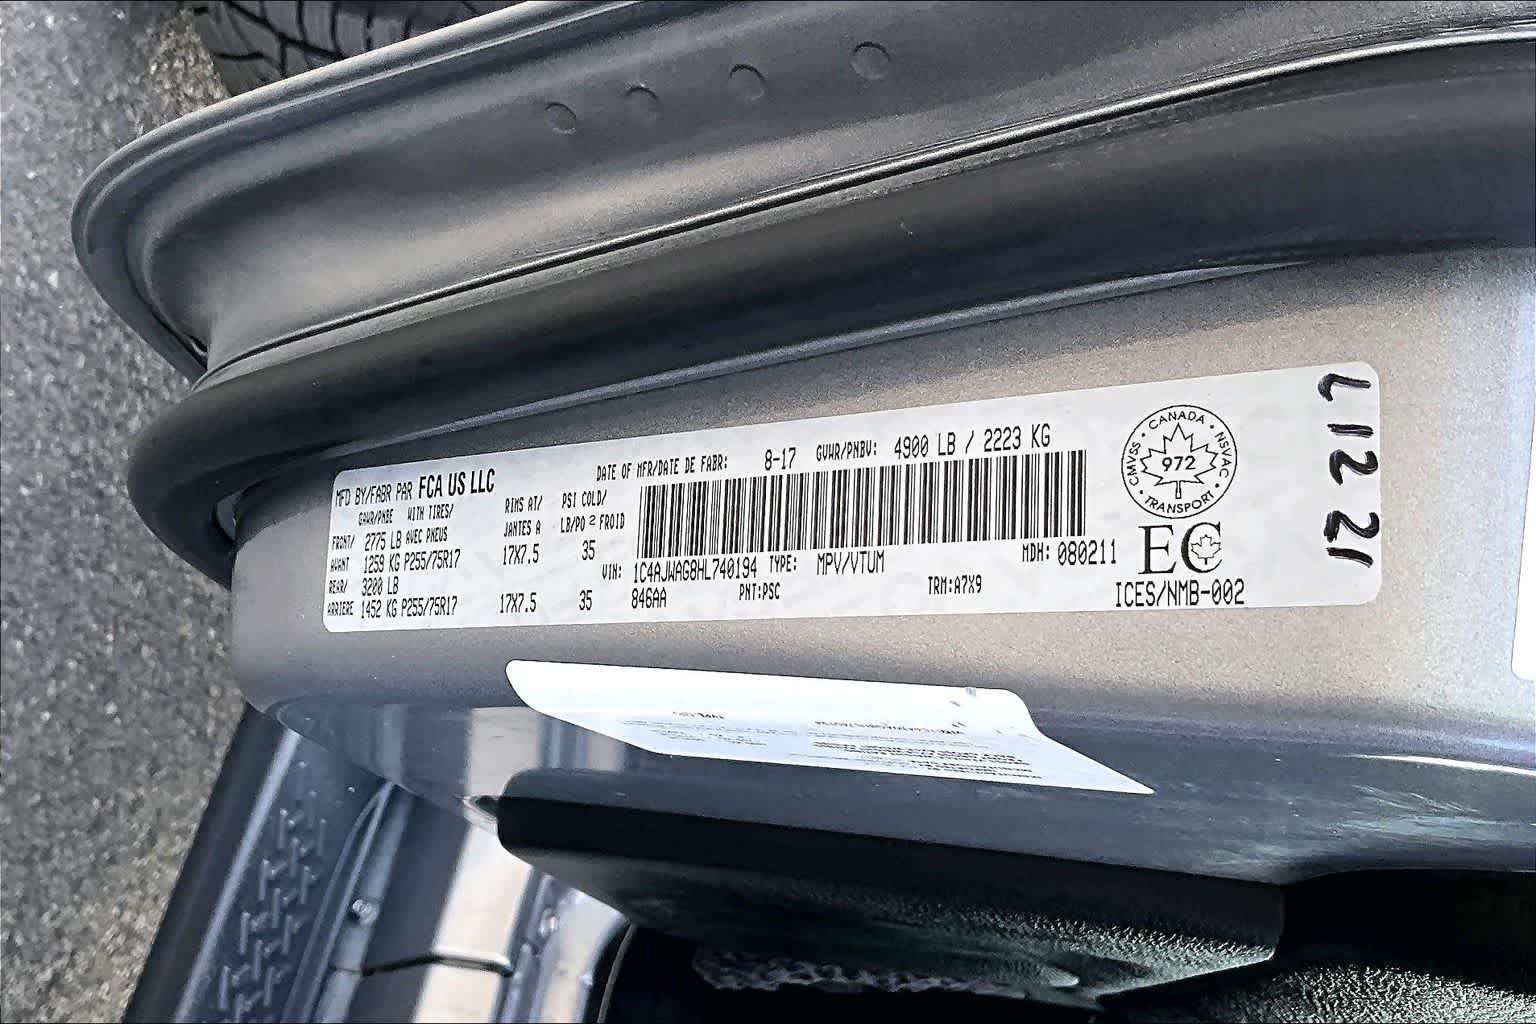 MFD BY/FABR PAR FCA US LLC
DATE OF MFR/DATE DE FABR: 8-17 GVWR/PNBV: 4900 LB / 2223 KG
GAWR/PNBE WITH TIRES/ RIMS AT/ PSI COLD/
AVEC PNEUS JANTES A LB/PO² FROID
FRONT/ 2775 LB
AVANT 1259 KG P255/75R17 17X7.5 35
REAR/ 3200 LB
ARRIERE 1452 KG P255/75R17 17X7.5 35
VIN: 1C4AJWAG8HL740194 TYPE: MPV/VTUM MDH: 080211
846AA PNT:PSC TRM:A7X9
CANADA
CMVSS 972 NSVAC
TRANSPORT
EC
ICES/NMB-002
L1221